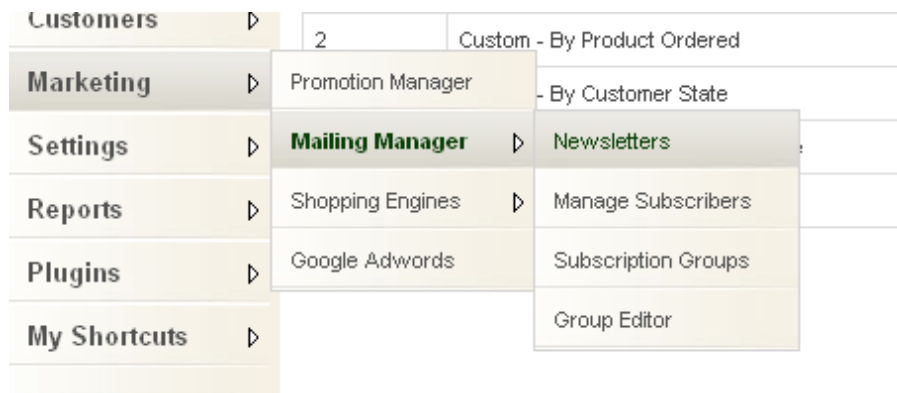 Customers
2 Custom - By Product Ordered
Marketing
Promotion Manager
- By Customer State
Settings
Mailing Manager
Newsletters
Reports
Shopping Engines
Manage Subscribers
Plugins
Google Adwords
Subscription Groups
My Shortcuts
Group Editor